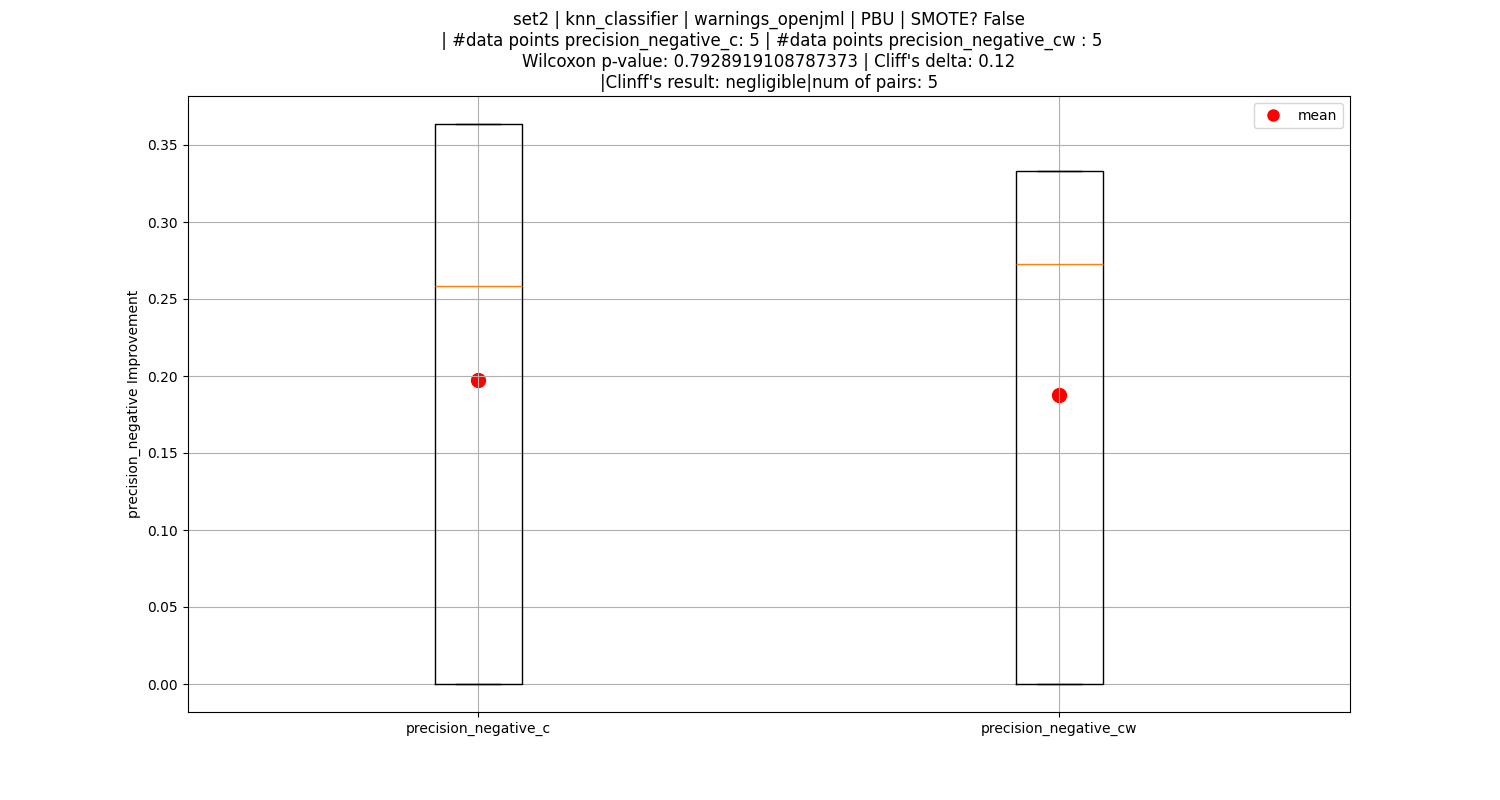 set2 | knn_classifier | warnings_openjml | PBU | SMOTE? False
| #data points precision_negative_c: 5 | #data points precision_negative_cw : 5
Wilcoxon p-value: 0.7928919108787373 | Cliff's delta: 0.12
|Clinff's result: negligible|num of pairs: 5
mean
0.35
0.30
0.25
0.20
0.15
0.10
0.05
0.00
precision_negative Improvement
precision_negative_c
precision_negative_cw